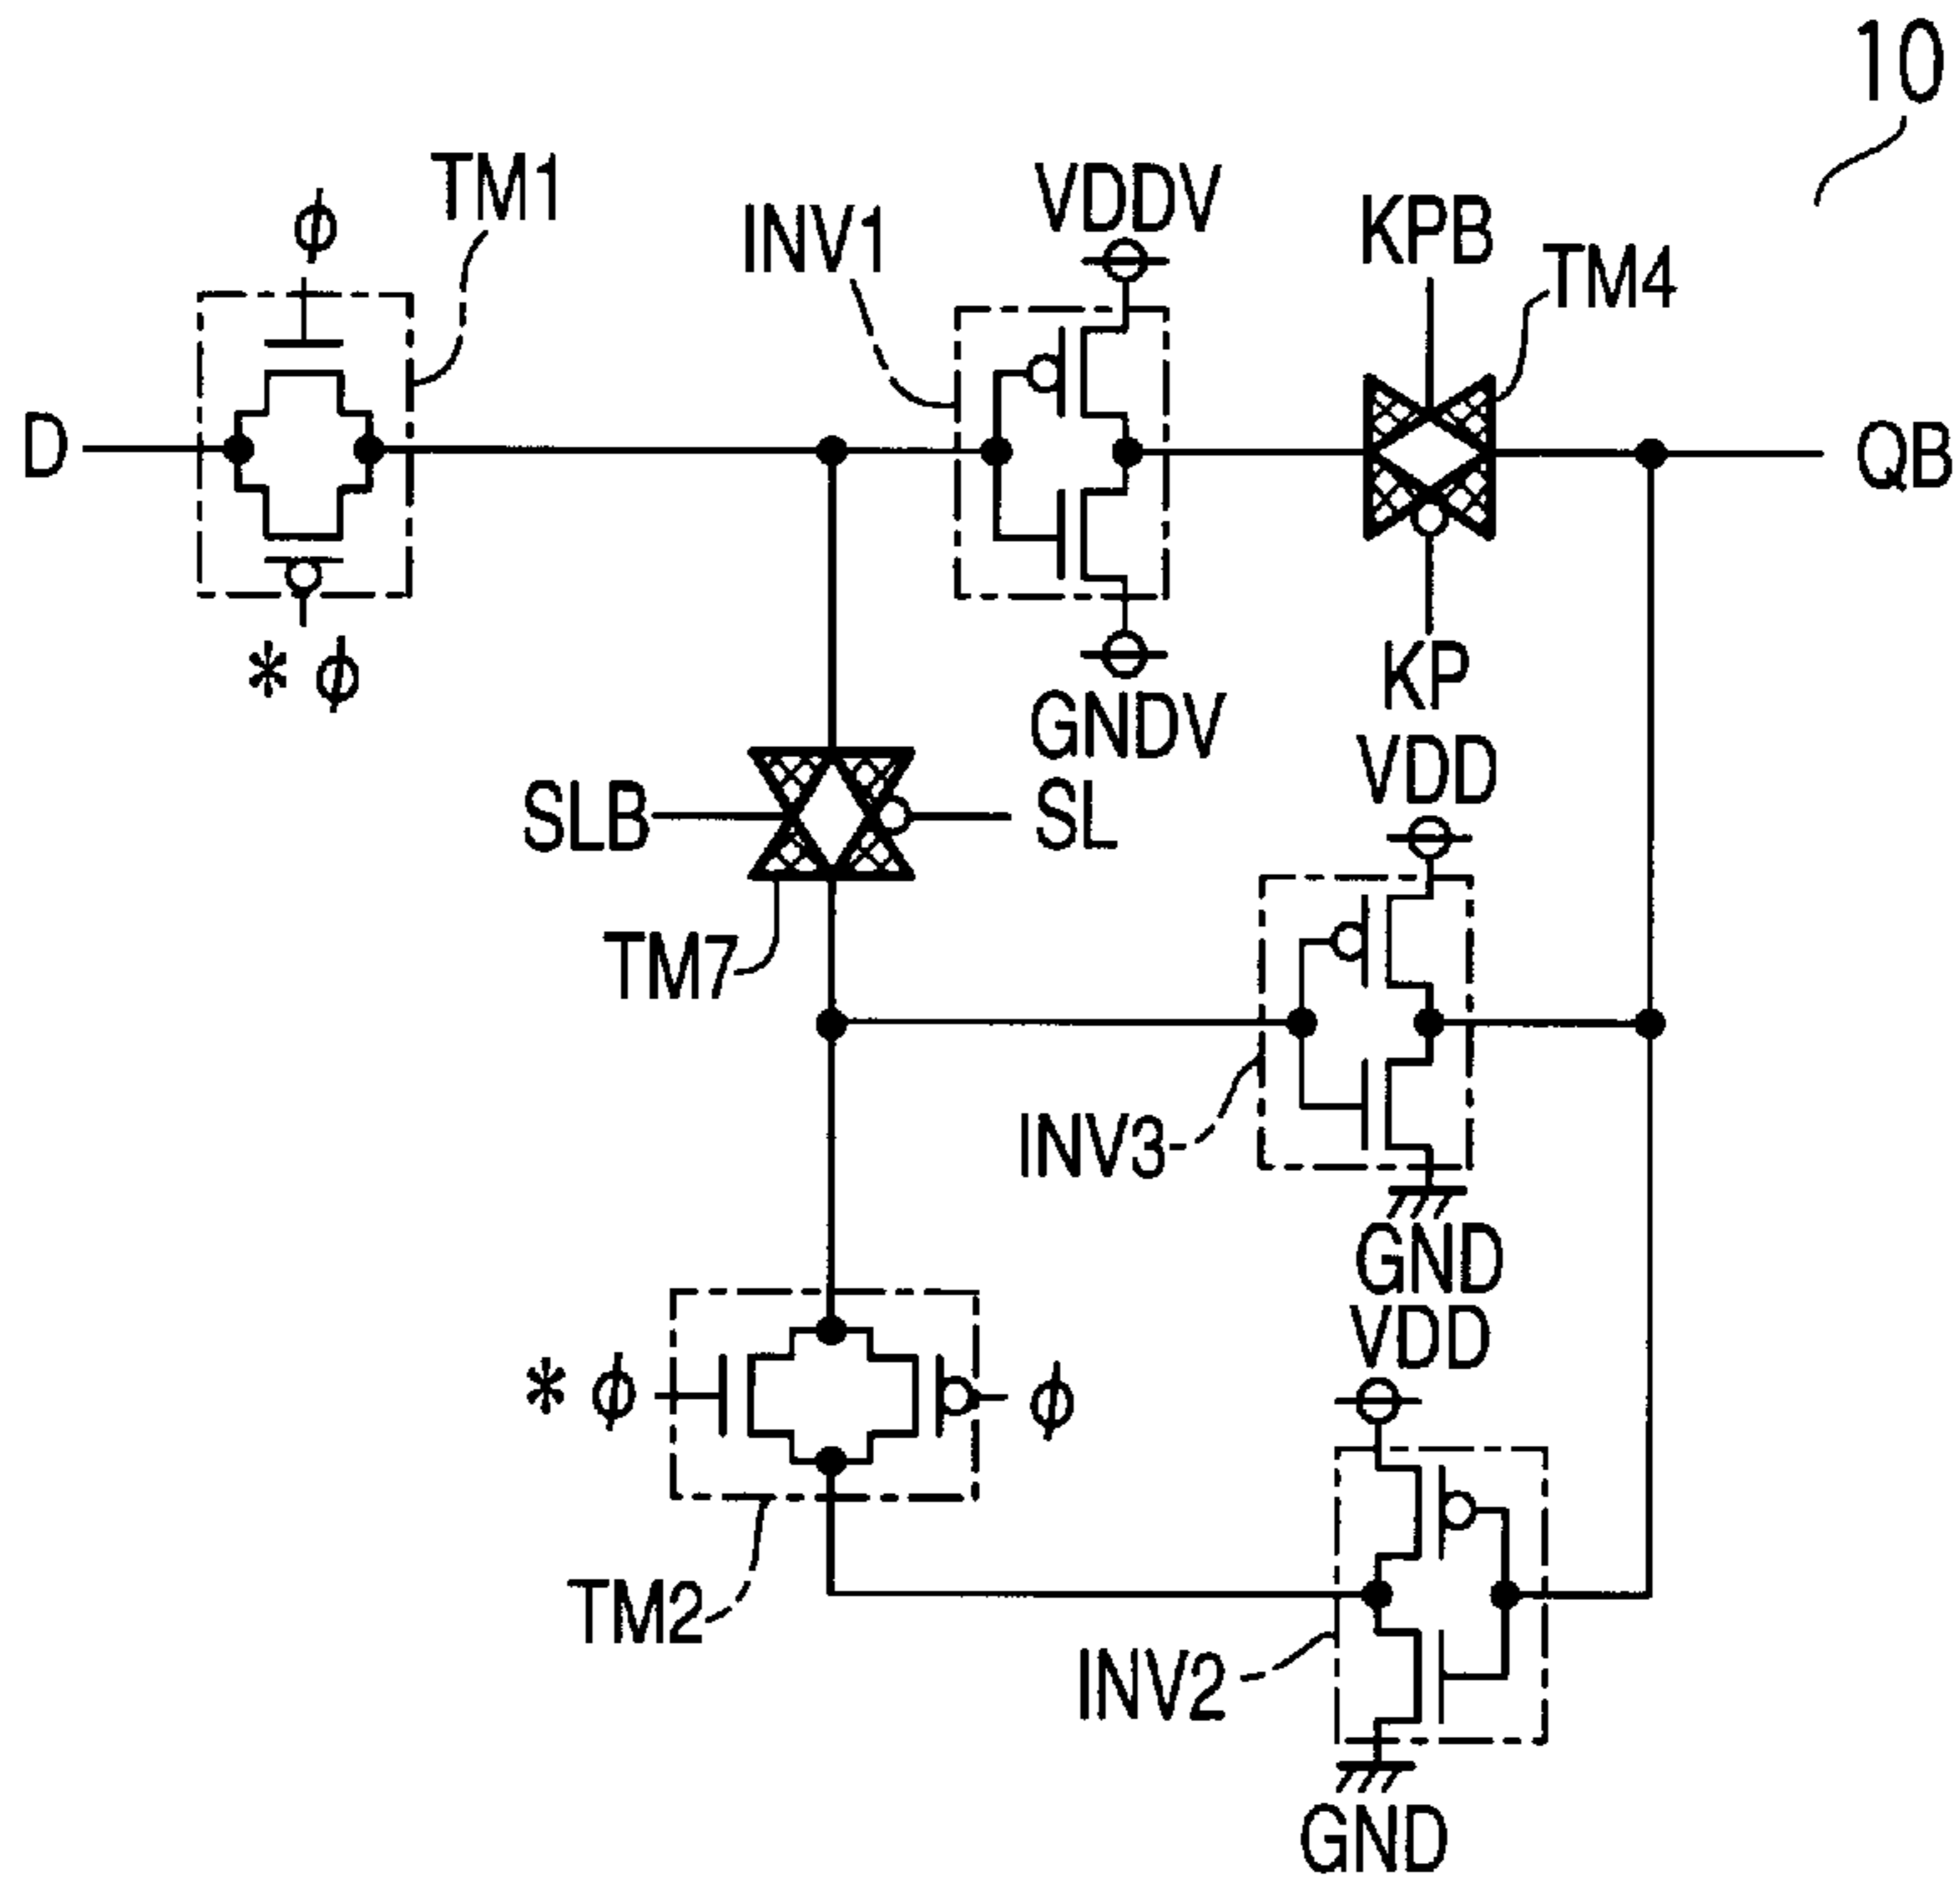 10
TM1
φ
INV1
VDDV
KPB
TM4
D
QB
* φ
GNDV
KP
VDD
SLB
SL
TM7
INV3
GND
VDD
* φ
φ
TM2
INV2
GND